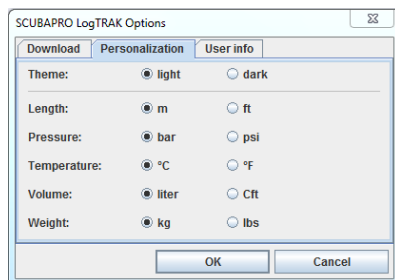 SCUBAPRO LogTRAK Options
Download Personalization User info
Theme: light dark
Length: m ft
Pressure: bar psi
Temperature: °C °F
Volume: liter Cft
Weight: kg lbs
OK Cancel